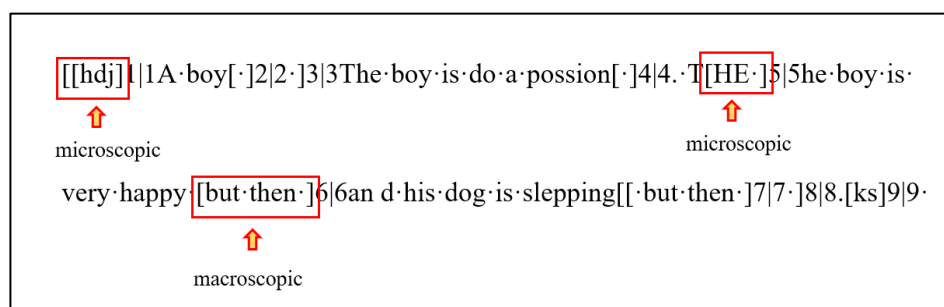 [[hdj]1|1A·boy[·]2|2·]3|3The·boy·is·do·a·possion[·]4|4.·T[HE·]5|5he·boy·is·
microscopic
microscopic
very·happy·[but·then·]6|6an d·his·dog·is·slepping[[·but·then·]7|7·]8|8.[ks]9|9·
macroscopic